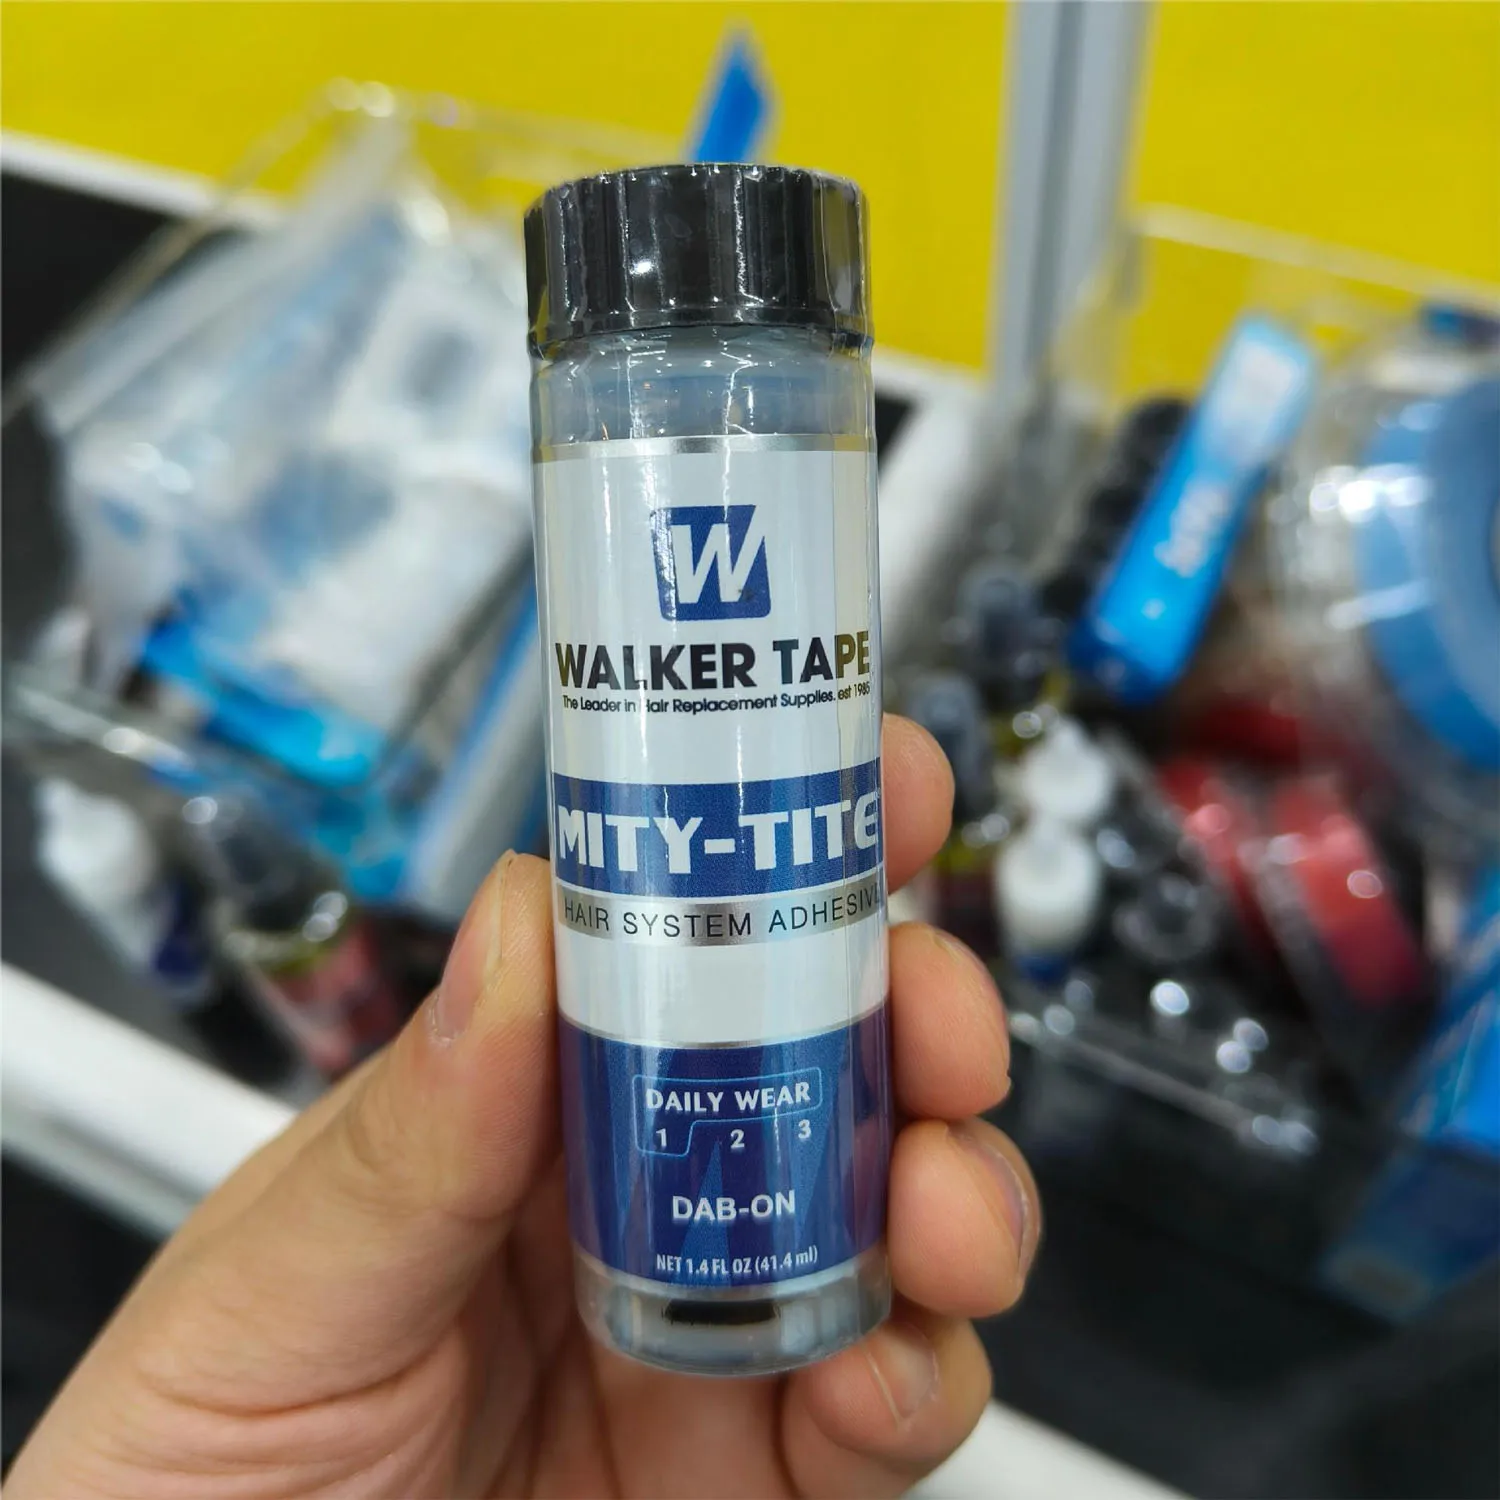 W
WALKER TAPE
The Leader in Hair Replacement Supplies. est 1985
MITY-TITE
HAIR SYSTEM ADHESIVE
DAILY WEAR
1 2 3
DAB-ON
NET 1.4 FL OZ (41.4 ml)